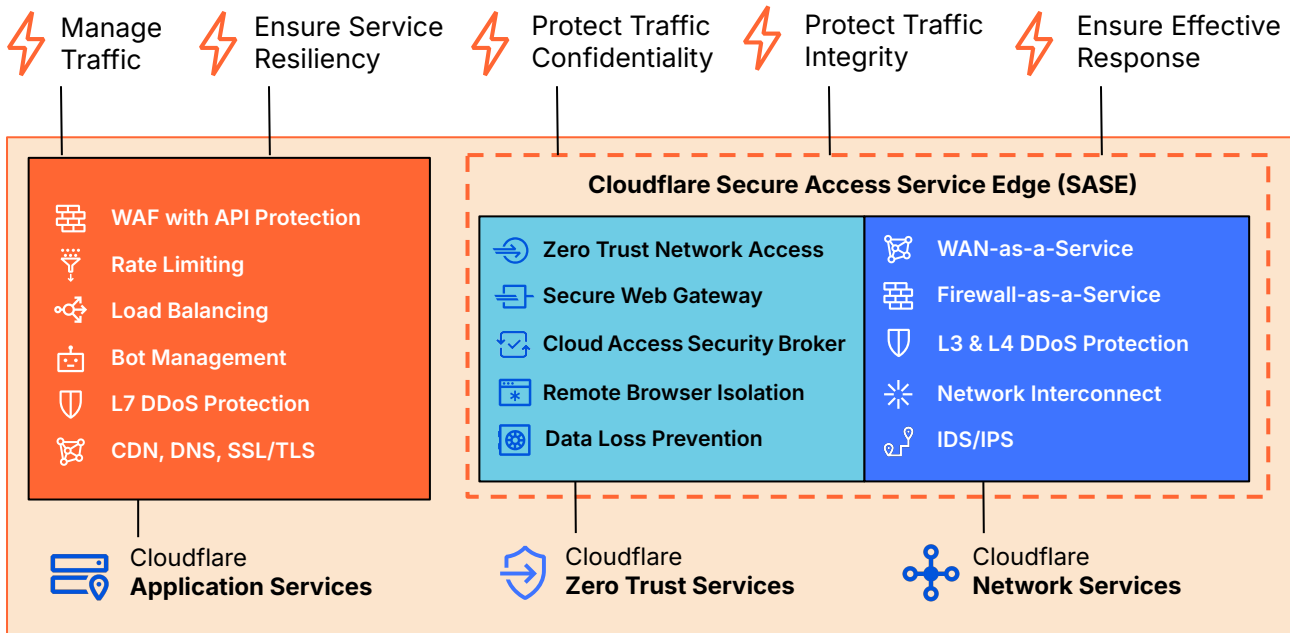 Manage
Traffic
Ensure Service
Resiliency
Protect Traffic
Confidentiality
Protect Traffic
Integrity
Ensure Effective
Response
WAF with API Protection
Rate Limiting
Load Balancing
Bot Management
L7 DDoS Protection
CDN, DNS, SSL/TLS
Cloudflare Secure Access Service Edge (SASE)
Zero Trust Network Access
Secure Web Gateway
Cloud Access Security Broker
Remote Browser Isolation
Data Loss Prevention
WAN-as-a-Service
Firewall-as-a-Service
L3 & L4 DDoS Protection
Network Interconnect
IDS/IPS
Cloudflare
Application Services
Cloudflare
Zero Trust Services
Cloudflare
Network Services